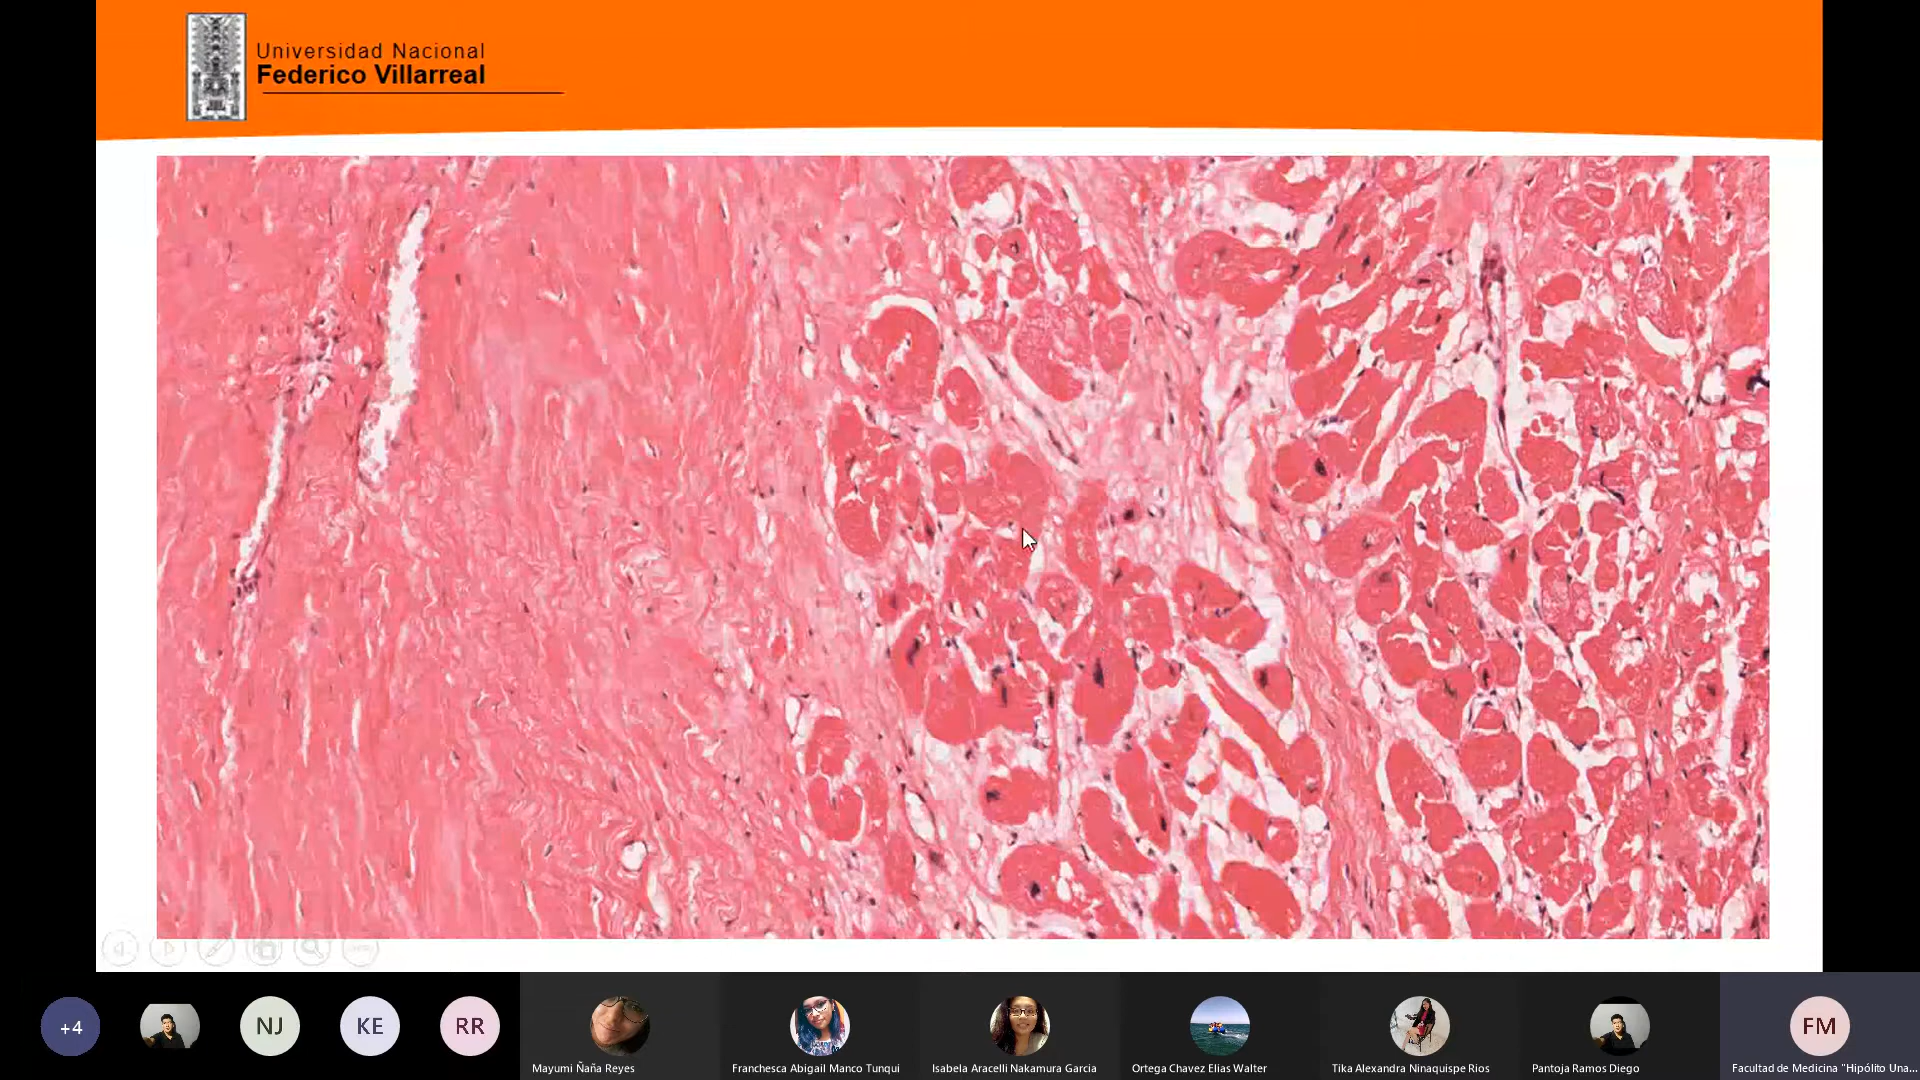 Universidad Nacional
Federico Villarreal
+4
NJ
KE
RR
FM
Mayumi Ñaña Reyes
Franchesca Abigail Manco Tunqui
Isabela Aracelli Nakamura Garcia
Ortega Chavez Elias Walter
Tika Alexandra Ninaquispe Rios
Pantoja Ramos Diego
Facultad de Medicina "Hipólito Una...